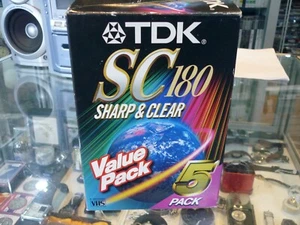 TDK
SC180
SHARP & CLEAR
Value
Pack
5
PACK
VHS